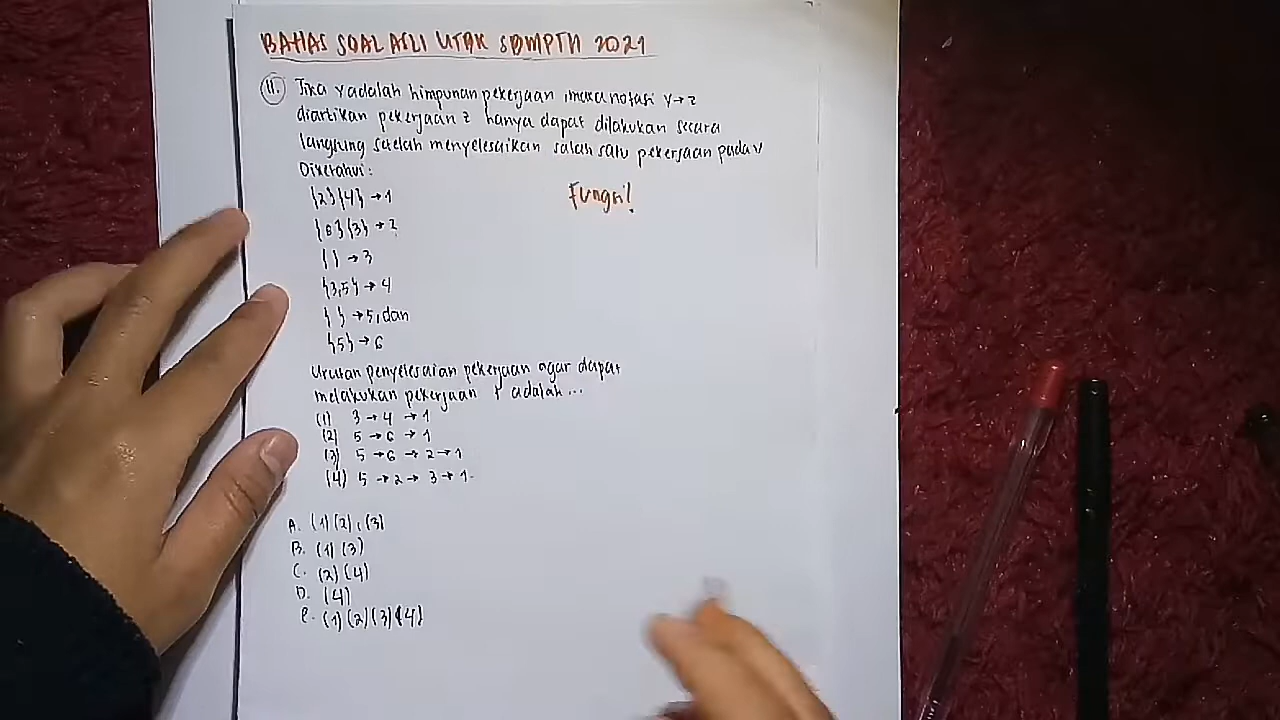 BAHAS SOAL ASLI UTBK SBMPTN 2021
11. Jika Y adalah himpunan pekerjaan, maka notasi Y→z
diartikan pekerjaan z hanya dapat dilakukan secara
langsung setelah menyelesaikan salah satu pekerjaan pada Y
Diketahui:
{2}{4} →1
Fungsi!
{6}{3} →2
{ } →3
{3,5} →4
{ } →5, dan
{5} →6
Urutan penyelesaian pekerjaan agar dapat
melakukan pekerjaan 1 adalah ...
(1) 3 →4 →1
(2) 5 →6 →1
(3) 5 →6 →2→1
(4) 5 →2→ 3→1.
A. (1) (2), (3)
B. (1) (3)
C. (2) (4)
D. (4)
E. (1) (2) (3) (4)